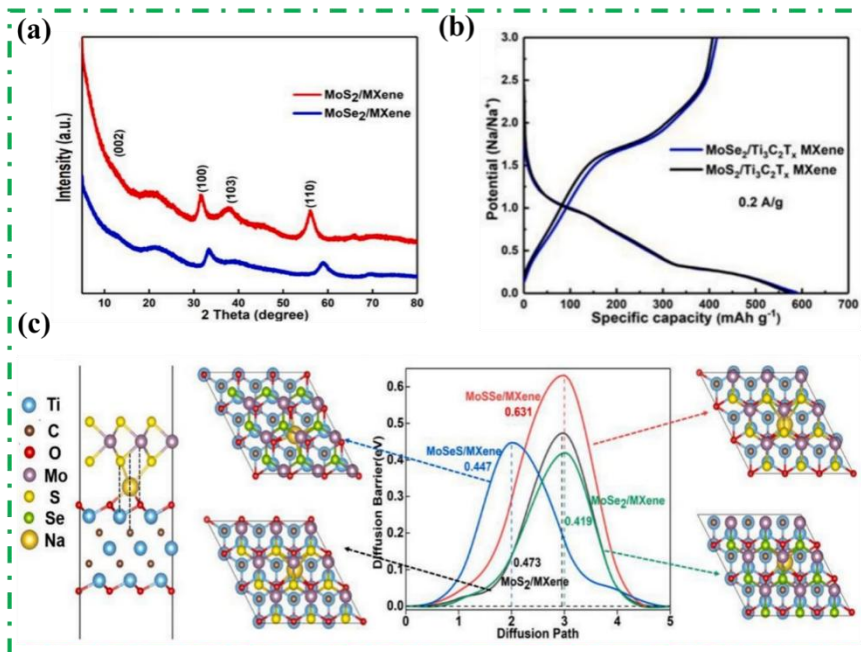 (a)
MoS₂/MXene
MoSe₂/MXene
(002)
(100)
(103)
(110)
Intensity (a.u.)
10 20 30 40 50 60 70 80
2 Theta (degree)
(b)
3.0
2.5
2.0
1.5
1.0
0.5
0.0
Potential (Na/Na⁺)
MoSe₂/Ti₃C₂Tₓ MXene
MoS₂/Ti₃C₂Tₓ MXene
0.2 A/g
0 100 200 300 400 500 600 700
Specific capacity (mAh g⁻¹)
(c)
Ti
C
O
Mo
S
Se
Na
0.6
0.5
0.4
0.3
0.2
0.1
0.0
Diffusion Barrier(eV)
MoSSe/MXene
0.631
MoSeS/MXene
0.447
MoSe₂/MXene
0.419
0.473
MoS₂/MXene
0 1 2 3 4 5
Diffusion Path